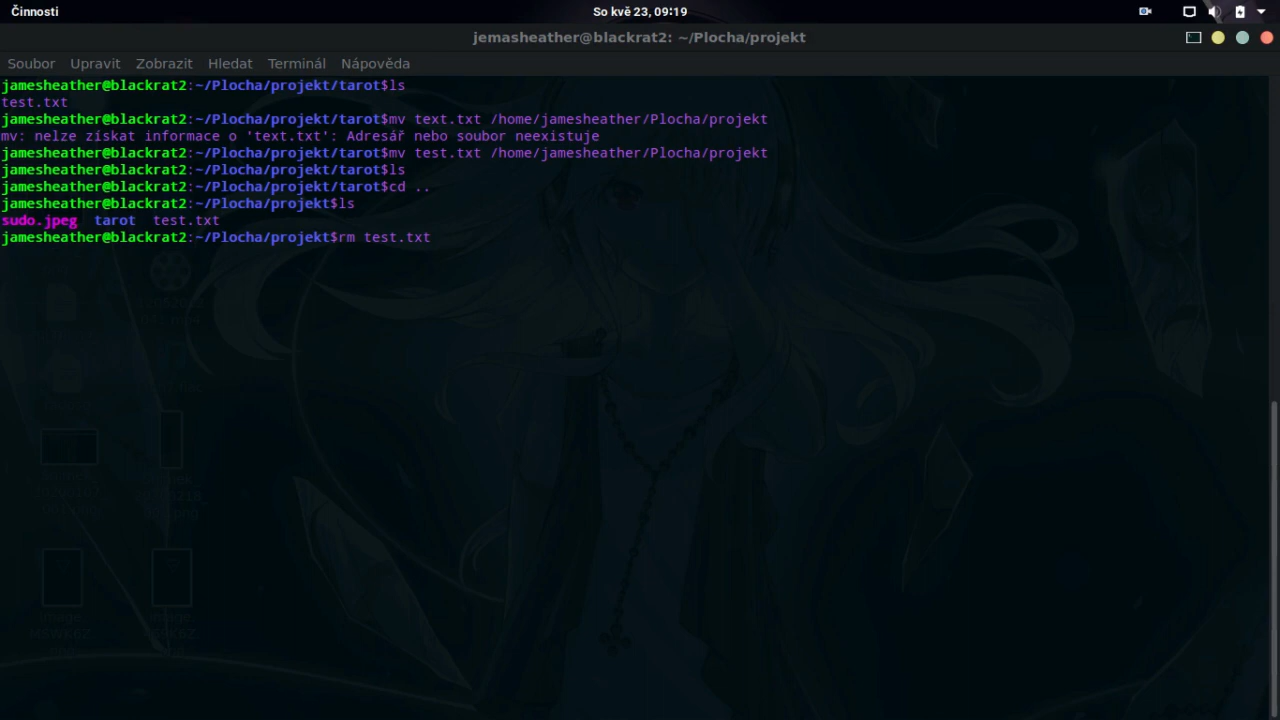 Činnosti
So kvě 23, 09:19
jemasheather@blackrat2: ~/Plocha/projekt
Soubor Upravit Zobrazit Hledat Terminál Nápověda
jamesheather@blackrat2:~/Plocha/projekt/tarot$ls
test.txt
jamesheather@blackrat2:~/Plocha/projekt/tarot$mv text.txt /home/jamesheather/Plocha/projekt
mv: nelze získat informace o 'text.txt': Adresář nebo soubor neexistuje
jamesheather@blackrat2:~/Plocha/projekt/tarot$mv test.txt /home/jamesheather/Plocha/projekt
jamesheather@blackrat2:~/Plocha/projekt/tarot$ls
jamesheather@blackrat2:~/Plocha/projekt/tarot$cd ..
jamesheather@blackrat2:~/Plocha/projekt$ls
sudo.jpeg tarot test.txt
jamesheather@blackrat2:~/Plocha/projekt$rm test.txt